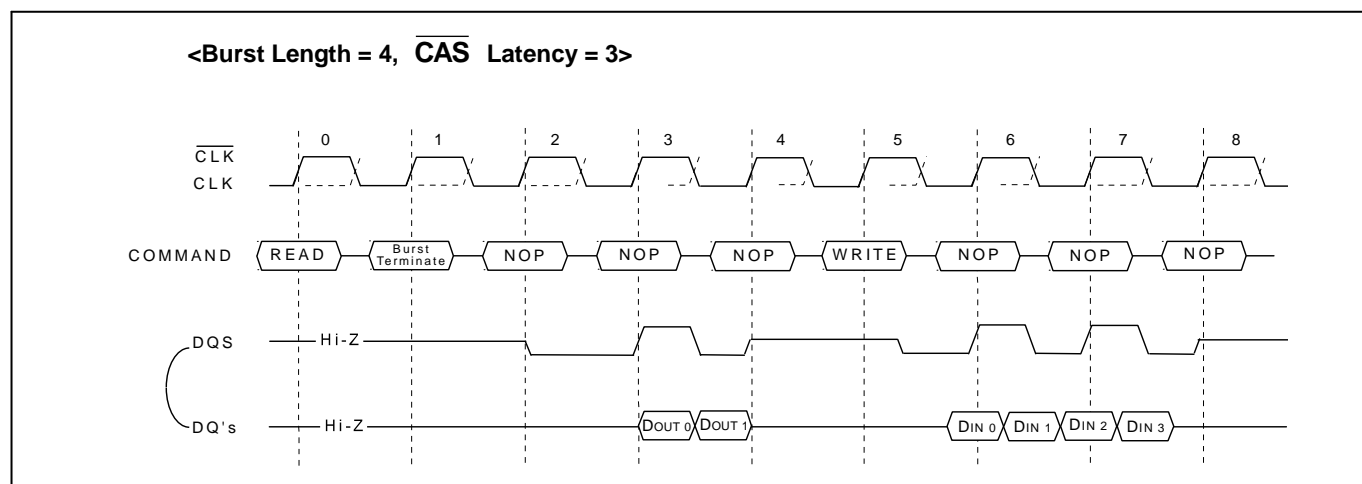 <Burst Length = 4, CAS Latency = 3>
0 1 2 3 4 5 6 7 8
CLK
CLK
COMMAND READ Burst Terminate NOP NOP NOP WRITE NOP NOP NOP
DQS Hi-Z
DQ's Hi-Z DOUT 0 DOUT 1 DIN 0 DIN 1 DIN 2 DIN 3